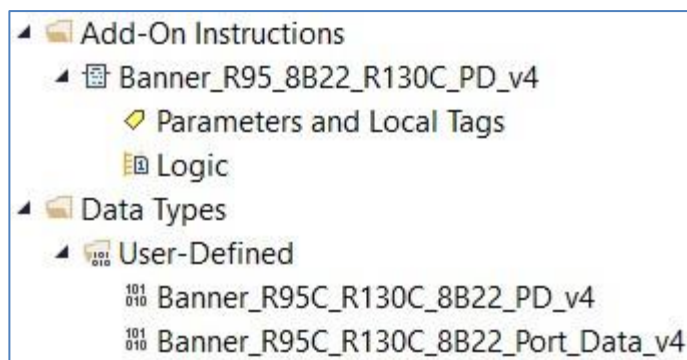 Add-On Instructions
Banner_R95_8B22_R130C_PD_v4
Parameters and Local Tags
Logic
Data Types
User-Defined
Banner_R95C_R130C_8B22_PD_v4
Banner_R95C_R130C_8B22_Port_Data_v4